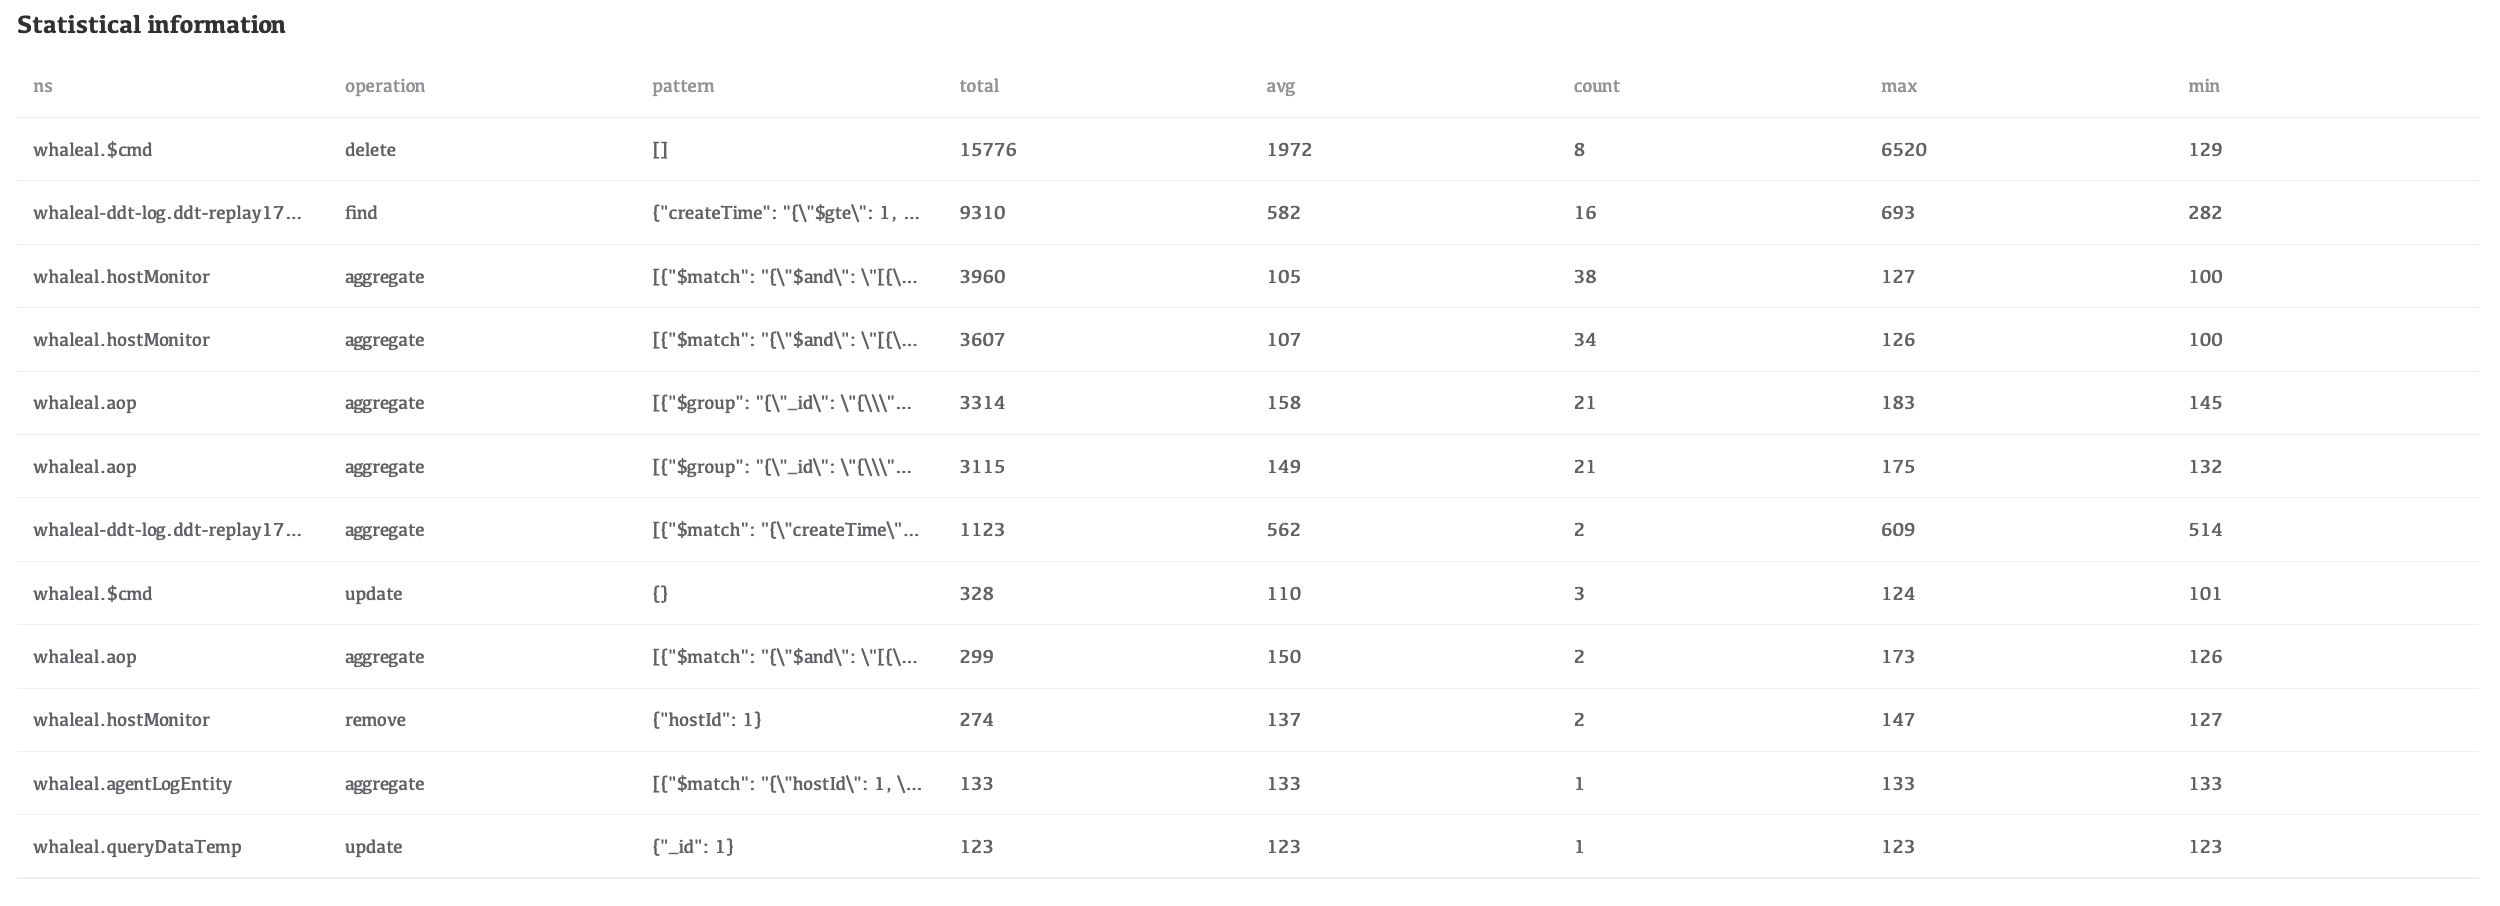 Statistical information
ns operation pattern total avg count max min
whaleal.$cmd delete [] 15776 1972 8 6520 129
whaleal-ddt-log.ddt-replay17... find {"createTime": "{\"$gte\": 1, ... 9310 582 16 693 282
whaleal.hostMonitor aggregate [{"$match": "{\"$and\": \"[{\... 3960 105 38 127 100
whaleal.hostMonitor aggregate [{"$match": "{\"$and\": \"[{\... 3607 107 34 126 100
whaleal.aop aggregate [{"$group": "{\"_id\": \"{\\\"... 3314 158 21 183 145
whaleal.aop aggregate [{"$group": "{\"_id\": \"{\\\"... 3115 149 21 175 132
whaleal-ddt-log.ddt-replay17... aggregate [{"$match": "{\"createTime\"... 1123 562 2 609 514
whaleal.$cmd update {} 328 110 3 124 101
whaleal.aop aggregate [{"$match": "{\"$and\": \"[{\... 299 150 2 173 126
whaleal.hostMonitor remove {"hostId": 1} 274 137 2 147 127
whaleal.agentLogEntity aggregate [{"$match": "{\"hostId\": 1, \... 133 133 1 133 133
whaleal.queryDataTemp update {"_id": 1} 123 123 1 123 123